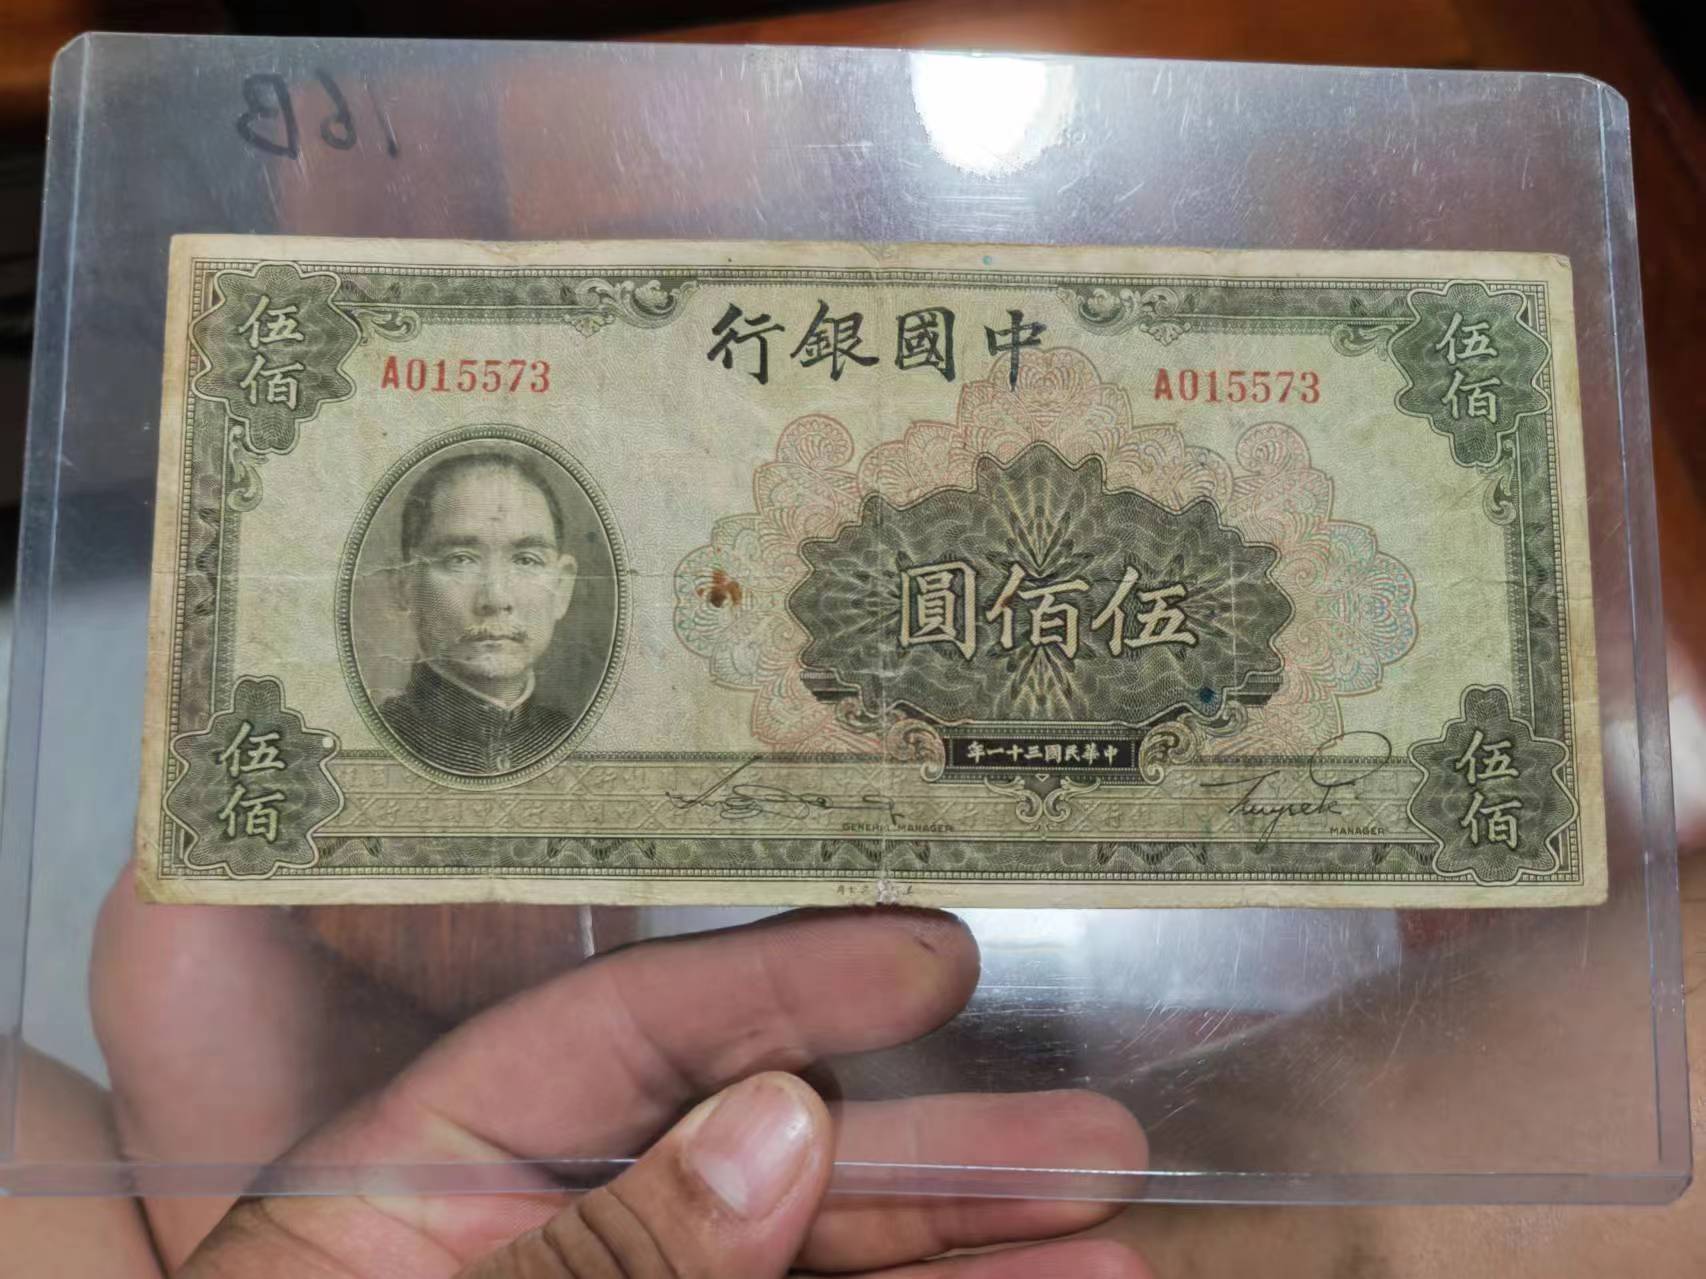 16B
中國銀行
伍佰
伍佰
A015573
A015573
伍佰圓
中華民國三十一年
伍佰
伍佰
GENERAL MANAGER
MANAGER